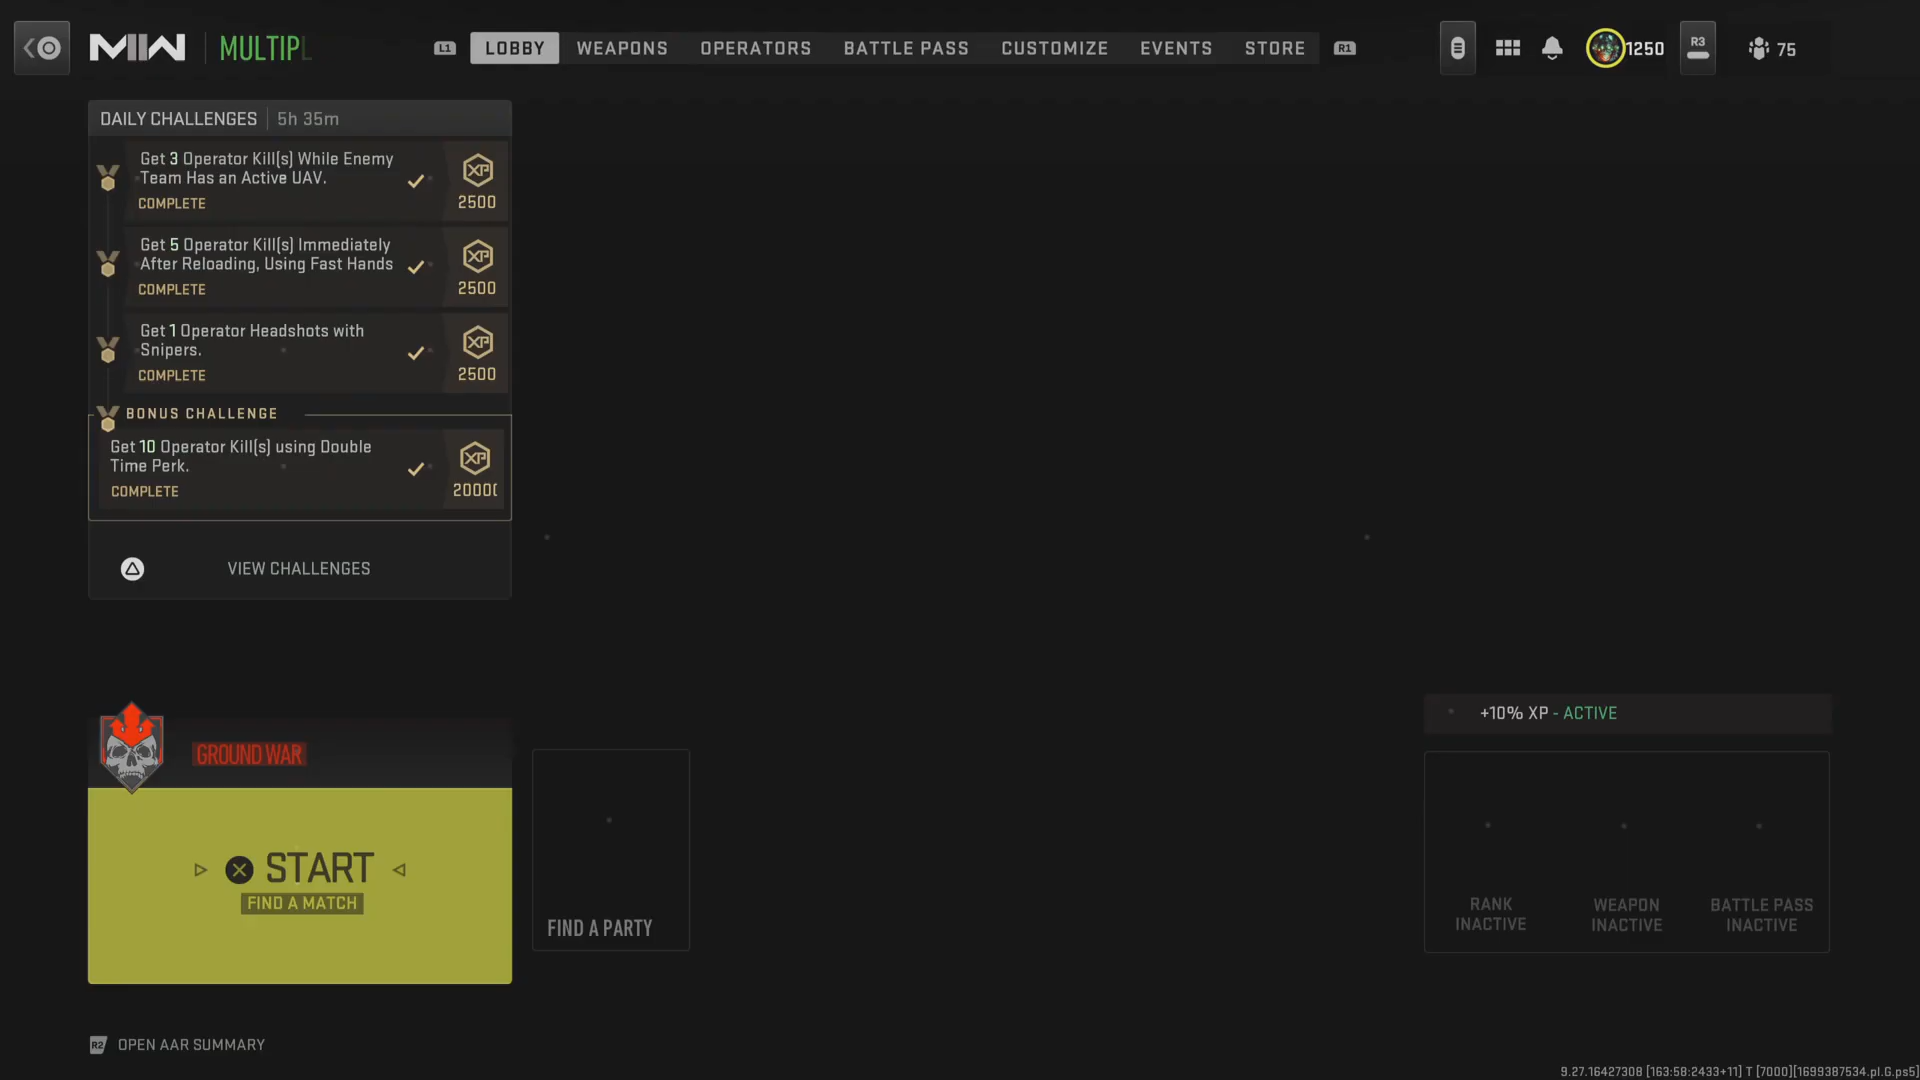 MW MULTIPL
L1 LOBBY WEAPONS OPERATORS BATTLE PASS CUSTOMIZE EVENTS STORE R1
1250 R3 75
DAILY CHALLENGES 5h 35m
Get 3 Operator Kill(s) While Enemy
Team Has an Active UAV.
COMPLETE
XP
2500
Get 5 Operator Kill(s) Immediately
After Reloading, Using Fast Hands
COMPLETE
XP
2500
Get 1 Operator Headshots with
Snipers.
COMPLETE
XP
2500
BONUS CHALLENGE
Get 10 Operator Kill(s) using Double
Time Perk.
COMPLETE
XP
2000(
VIEW CHALLENGES
GROUND WAR
START
FIND A MATCH
FIND A PARTY
+10% XP - ACTIVE
RANK
INACTIVE
WEAPON
INACTIVE
BATTLE PASS
INACTIVE
R2 OPEN AAR SUMMARY
9.27.16427308 [163:58:2433+11] T [7000][1699387534.pl.G.ps5]